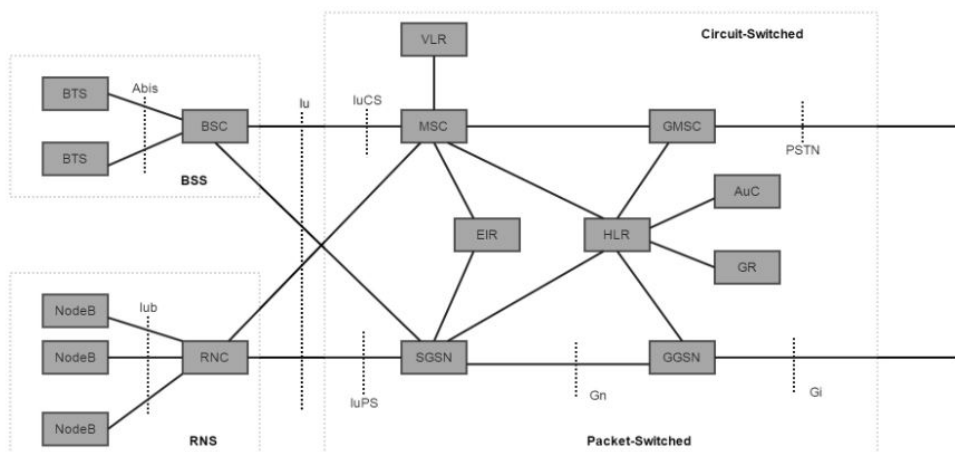 VLR
Circuit-Switched
BTS
Abis
Iu
IuCS
BSC
MSC
GMSC
PSTN
BTS
BSS
AuC
EIR
HLR
GR
NodeB
Iub
NodeB
RNC
SGSN
GGSN
IuPS
Gn
Gi
NodeB
RNS
Packet-Switched